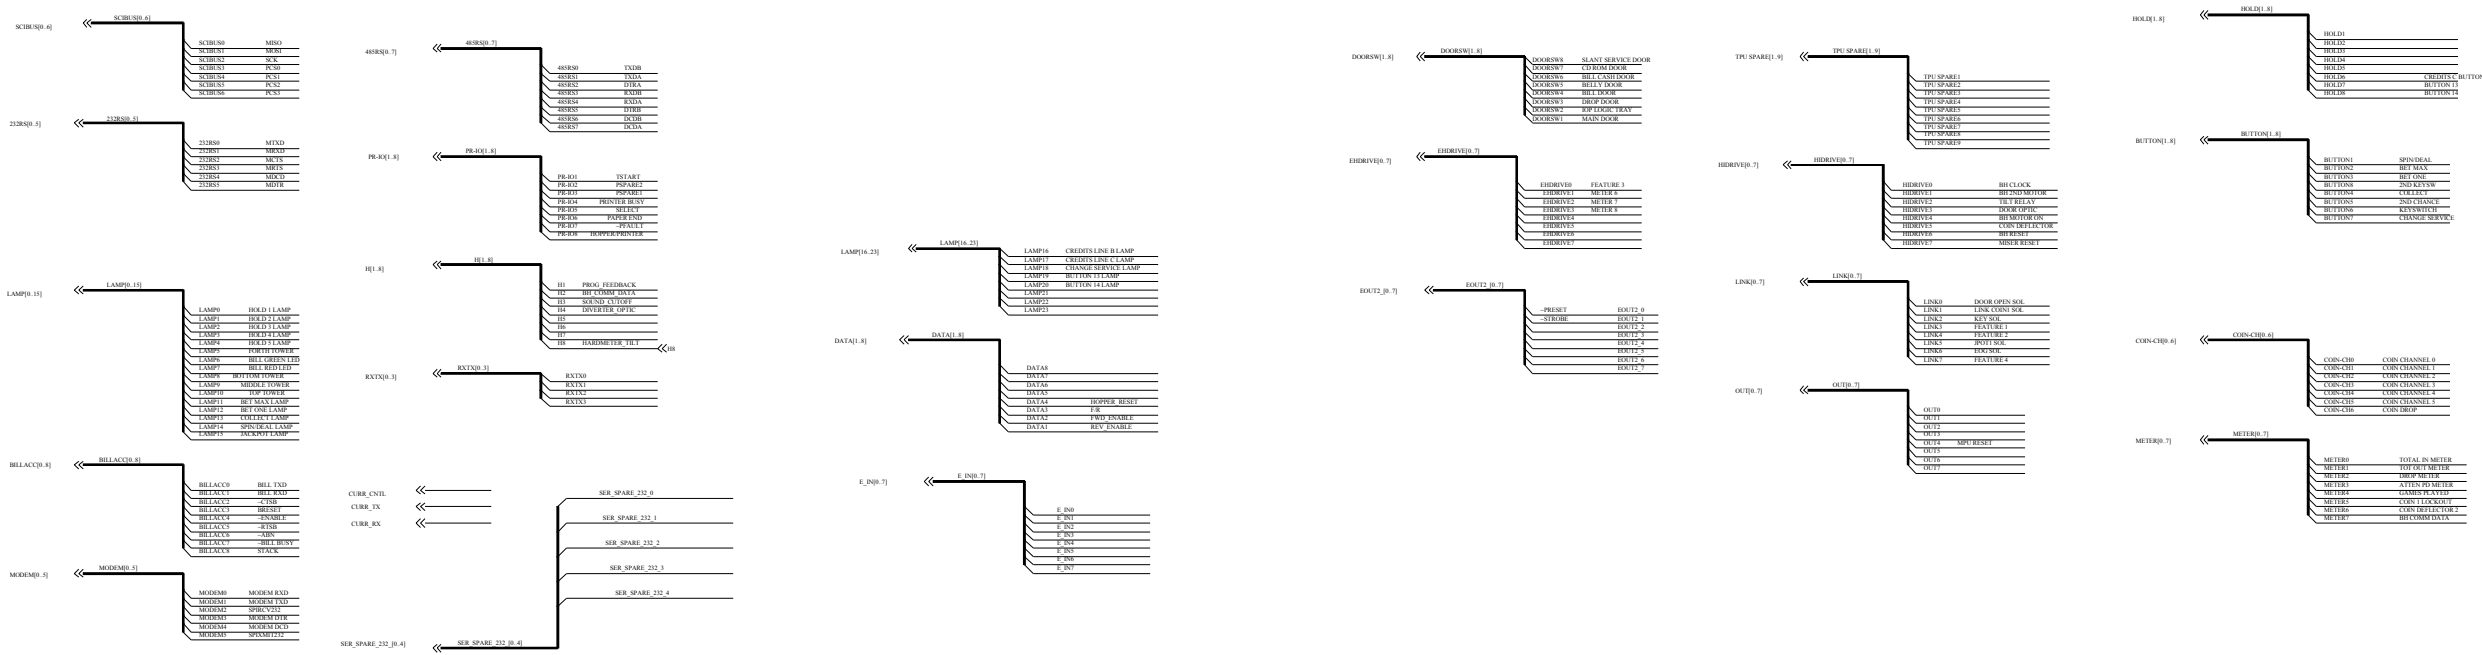 SCIBUS[0..6] SCIBUS[0..6]
SCIBUS0 MISO
SCIBUS1 MOSI
SCIBUS2 SCK
SCIBUS3 PCS0
SCIBUS4 PCS1
SCIBUS5 PCS2
SCIBUS6 PCS3
232RS[0..5] 232RS[0..5]
232RS0 MTXD
232RS1 MRXD
232RS2 MCTS
232RS3 MRTS
232RS4 MDCD
232RS5 MDTR
LAMP[0..15] LAMP[0..15]
LAMP0 HOLD 1 LAMP
LAMP1 HOLD 2 LAMP
LAMP2 HOLD 3 LAMP
LAMP3 HOLD 4 LAMP
LAMP4 HOLD 5 LAMP
LAMP5 FORTH TOWER
LAMP6 BILL GREEN LED
LAMP7 BILL RED LED
LAMP8 BOTTOM TOWER
LAMP9 MIDDLE TOWER
LAMP10 TOP TOWER
LAMP11 BET MAX LAMP
LAMP12 BET ONE LAMP
LAMP13 COLLECT LAMP
LAMP14 SPIN/DEAL LAMP
LAMP15 JACKPOT LAMP
BILLACC[0..8] BILLACC[0..8]
BILLACC0 BILL TXD
BILLACC1 BILL RXD
BILLACC2 ~CTSB
BILLACC3 BRESET
BILLACC4 ~ENABLE
BILLACC5 ~RTSB
BILLACC6 ~ABN
BILLACC7 ~BILL BUSY
BILLACC8 STACK
MODEM[0..5] MODEM[0..5]
MODEM0 MODEM RXD
MODEM1 MODEM TXD
MODEM2 SPIRCV232
MODEM3 MODEM DTR
MODEM4 MODEM DCD
MODEM5 SPIXMIT232
485RS[0..7] 485RS[0..7]
485RS0 TXDB
485RS1 TXDA
485RS2 DTRA
485RS3 RXDB
485RS4 RXDA
485RS5 DTRB
485RS6 DCDB
485RS7 DCDA
PR-IO[1..8] PR-IO[1..8]
PR-IO1 TSTART
PR-IO2 PSPARE2
PR-IO3 PSPARE1
PR-IO4 PRINTER BUSY
PR-IO5 SELECT
PR-IO6 PAPER END
PR-IO7 ~PFAULT
PR-IO8 HOPPER/PRINTER
H[1..8] H[1..8]
H1 PROG_FEEDBACK
H2 BH_COMM_DATA
H3 SOUND_CUTOFF
H4 DIVERTER_OPTIC
H5
H6
H7
H8 HARDMETER_TILT H8
RXTX[0..3] RXTX[0..3]
RXTX0
RXTX1
RXTX2
RXTX3
CURR_CNTL
CURR_TX
CURR_RX
SER_SPARE_232_0
SER_SPARE_232_1
SER_SPARE_232_2
SER_SPARE_232_3
SER_SPARE_232_4
SER_SPARE_232_[0..4] SER_SPARE_232_[0..4]
LAMP[16..23] LAMP[16..23]
LAMP16 CREDITS LINE B LAMP
LAMP17 CREDITS LINE C LAMP
LAMP18 CHANGE SERVICE LAMP
LAMP19 BUTTON 13 LAMP
LAMP20 BUTTON 14 LAMP
LAMP21
LAMP22
LAMP23
DATA[1..8] DATA[1..8]
DATA8
DATA7
DATA6
DATA5
DATA4 HOPPER_RESET
DATA3 F/R
DATA2 FWD_ENABLE
DATA1 REV_ENABLE
E_IN[0..7] E_IN[0..7]
E_IN0
E_IN1
E_IN2
E_IN3
E_IN4
E_IN5
E_IN6
E_IN7
DOORSW[1..8] DOORSW[1..8]
DOORSW8 SLANT SERVICE DOOR
DOORSW7 CD ROM DOOR
DOORSW6 BILL CASH DOOR
DOORSW5 BELLY DOOR
DOORSW4 BILL DOOR
DOORSW3 DROP DOOR
DOORSW2 IOP LOGIC TRAY
DOORSW1 MAIN DOOR
EHDRIVE[0..7] EHDRIVE[0..7]
EHDRIVE0 FEATURE 3
EHDRIVE1 METER 6
EHDRIVE2 METER 7
EHDRIVE3 METER 8
EHDRIVE4
EHDRIVE5
EHDRIVE6
EHDRIVE7
EOUT2_[0..7] EOUT2_[0..7]
~PRESET EOUT2_0
~STROBE EOUT2_1
EOUT2_2
EOUT2_3
EOUT2_4
EOUT2_5
EOUT2_6
EOUT2_7
TPU SPARE[1..9] TPU SPARE[1..9]
TPU SPARE1
TPU SPARE2
TPU SPARE3
TPU SPARE4
TPU SPARE5
TPU SPARE6
TPU SPARE7
TPU SPARE8
TPU SPARE9
HIDRIVE[0..7] HIDRIVE[0..7]
HIDRIVE0 BH CLOCK
HIDRIVE1 BH 2ND MOTOR
HIDRIVE2 TILT RELAY
HIDRIVE3 DOOR OPTIC
HIDRIVE4 BH MOTOR ON
HIDRIVE5 COIN DEFLECTOR
HIDRIVE6 BH RESET
HIDRIVE7 MISER RESET
LINK[0..7] LINK[0..7]
LINK0 DOOR OPEN SOL
LINK1 LINK COIN1 SOL
LINK2 KEY SOL
LINK3 FEATURE 1
LINK4 FEATURE 2
LINK5 JPOT1 SOL
LINK6 EOG SOL
LINK7 FEATURE 4
OUT[0..7] OUT[0..7]
OUT0
OUT1
OUT2
OUT3
OUT4 MPU RESET
OUT5
OUT6
OUT7
HOLD[1..8] HOLD[1..8]
HOLD1
HOLD2
HOLD3
HOLD4
HOLD5
HOLD6 CREDITS C BUTTON
HOLD7 BUTTON 13
HOLD8 BUTTON 14
BUTTON[1..8] BUTTON[1..8]
BUTTON1 SPIN/DEAL
BUTTON2 BET MAX
BUTTON3 BET ONE
BUTTON8 2ND KEYSW
BUTTON4 COLLECT
BUTTON5 2ND CHANCE
BUTTON6 KEYSWITCH
BUTTON7 CHANGE SERVICE
COIN-CH[0..6] COIN-CH[0..6]
COIN-CH0 COIN CHANNEL 0
COIN-CH1 COIN CHANNEL 1
COIN-CH2 COIN CHANNEL 2
COIN-CH3 COIN CHANNEL 3
COIN-CH4 COIN CHANNEL 4
COIN-CH5 COIN CHANNEL 5
COIN-CH6 COIN DROP
METER[0..7] METER[0..7]
METER0 TOTAL IN METER
METER1 TOT OUT METER
METER2 DROP METER
METER3 ATTEN PD METER
METER4 GAMES PLAYED
METER5 COIN 1 LOCKOUT
METER6 COIN DEFLECTOR 2
METER7 BH COMM DATA